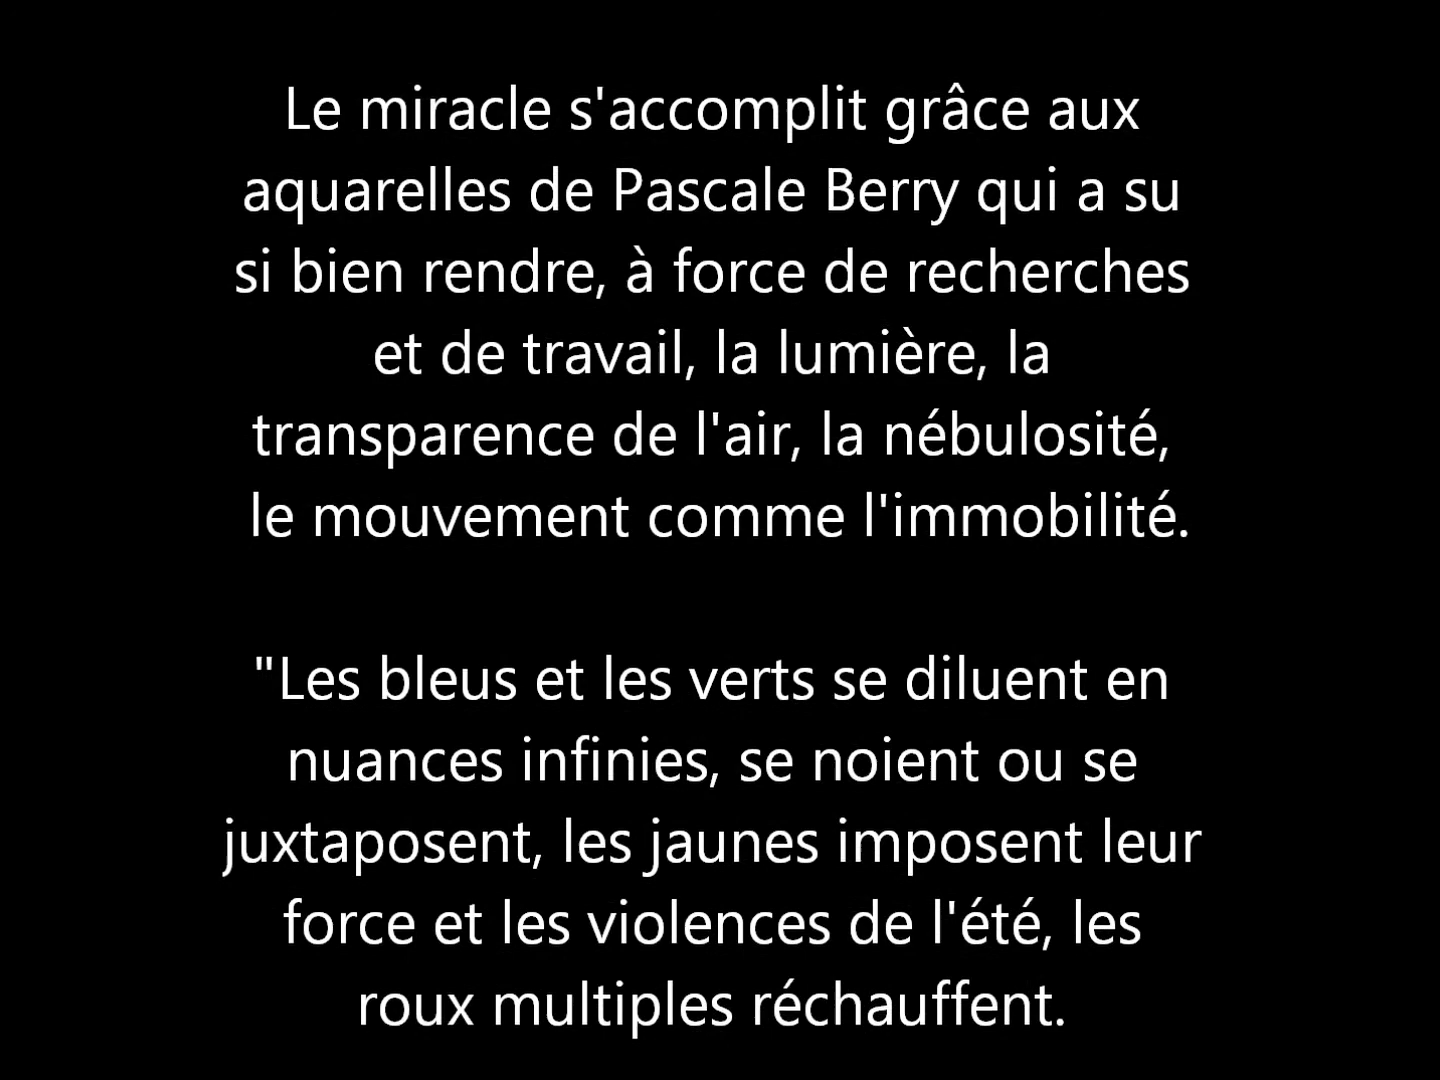 Le miracle s'accomplit grâce aux
aquarelles de Pascale Berry qui a su
si bien rendre, à force de recherches
et de travail, la lumière, la
transparence de l'air, la nébulosité,
le mouvement comme l'immobilité.
"Les bleus et les verts se diluent en
nuances infinies, se noient ou se
juxtaposent, les jaunes imposent leur
force et les violences de l'été, les
roux multiples réchauffent.